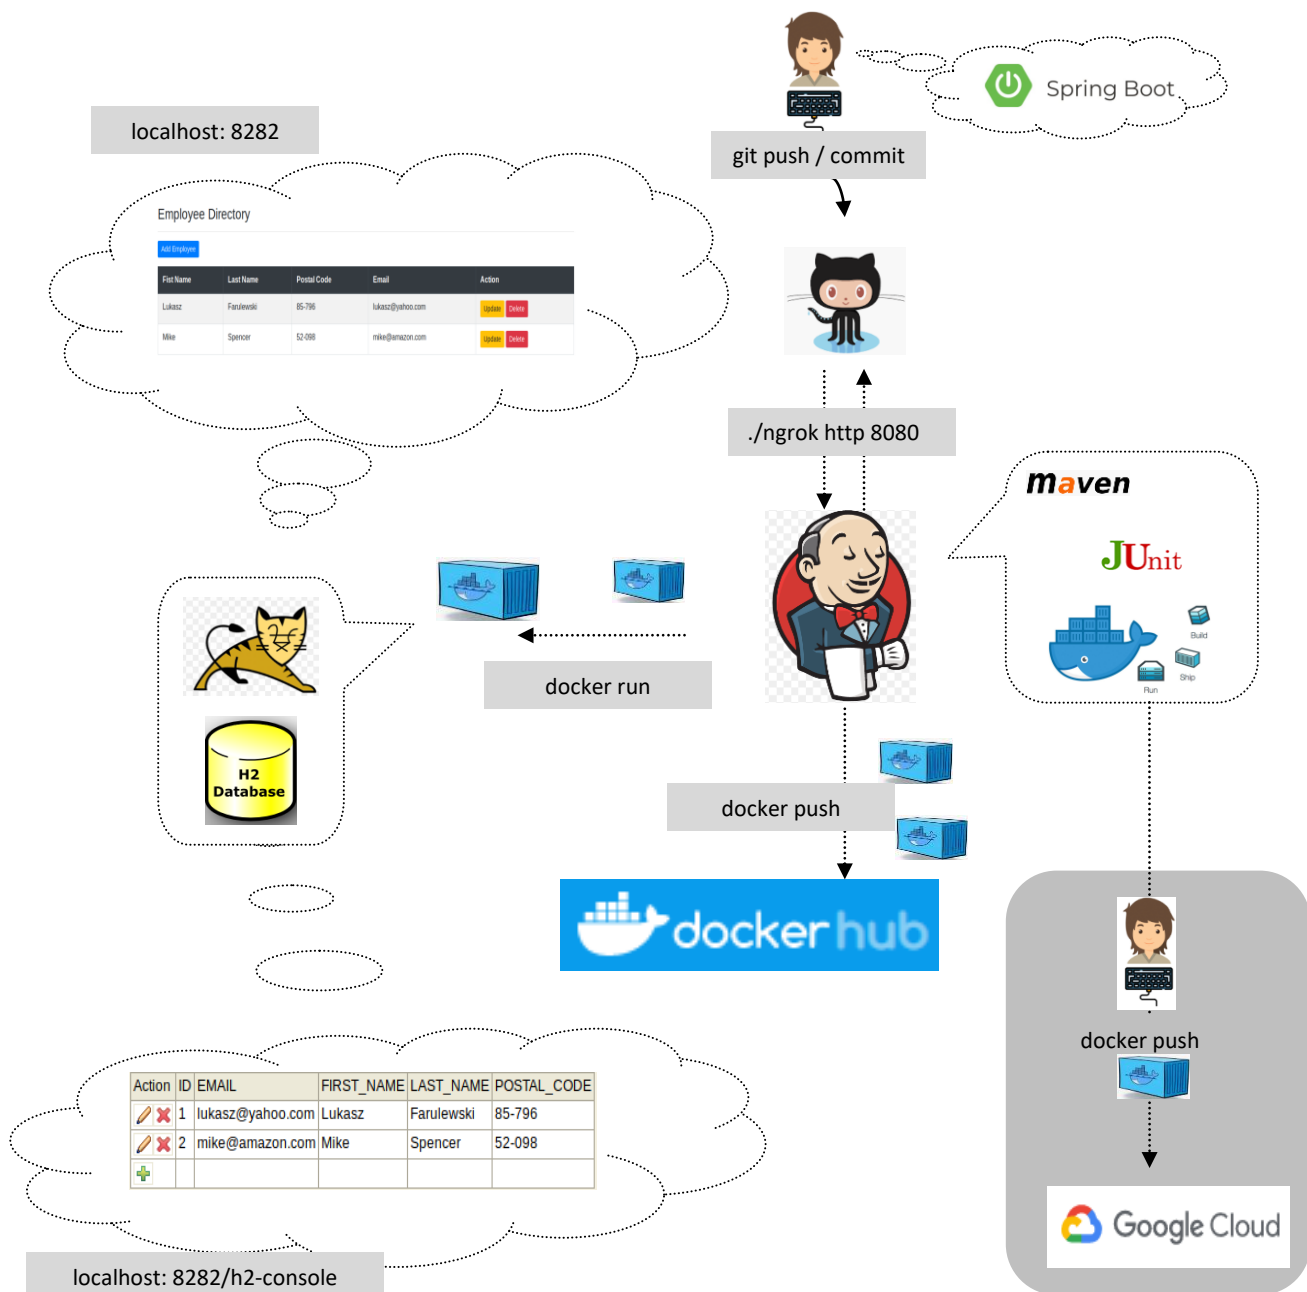 Spring Boot
git push / commit
localhost: 8282
Employee Directory
Add Employee
Fist Name Last Name Postal Code Email Action
Lukasz Farulewski 85-796 lukasz@yahoo.com Update Delete
Mike Spencer 52-098 mike@amazon.com Update Delete
./ngrok http 8080
maven
JUnit
Build
Ship
Run
docker run
H2
Database
docker push
docker hub
docker push
Google Cloud
Action ID EMAIL FIRST_NAME LAST_NAME POSTAL_CODE
1 lukasz@yahoo.com Lukasz Farulewski 85-796
2 mike@amazon.com Mike Spencer 52-098
localhost: 8282/h2-console